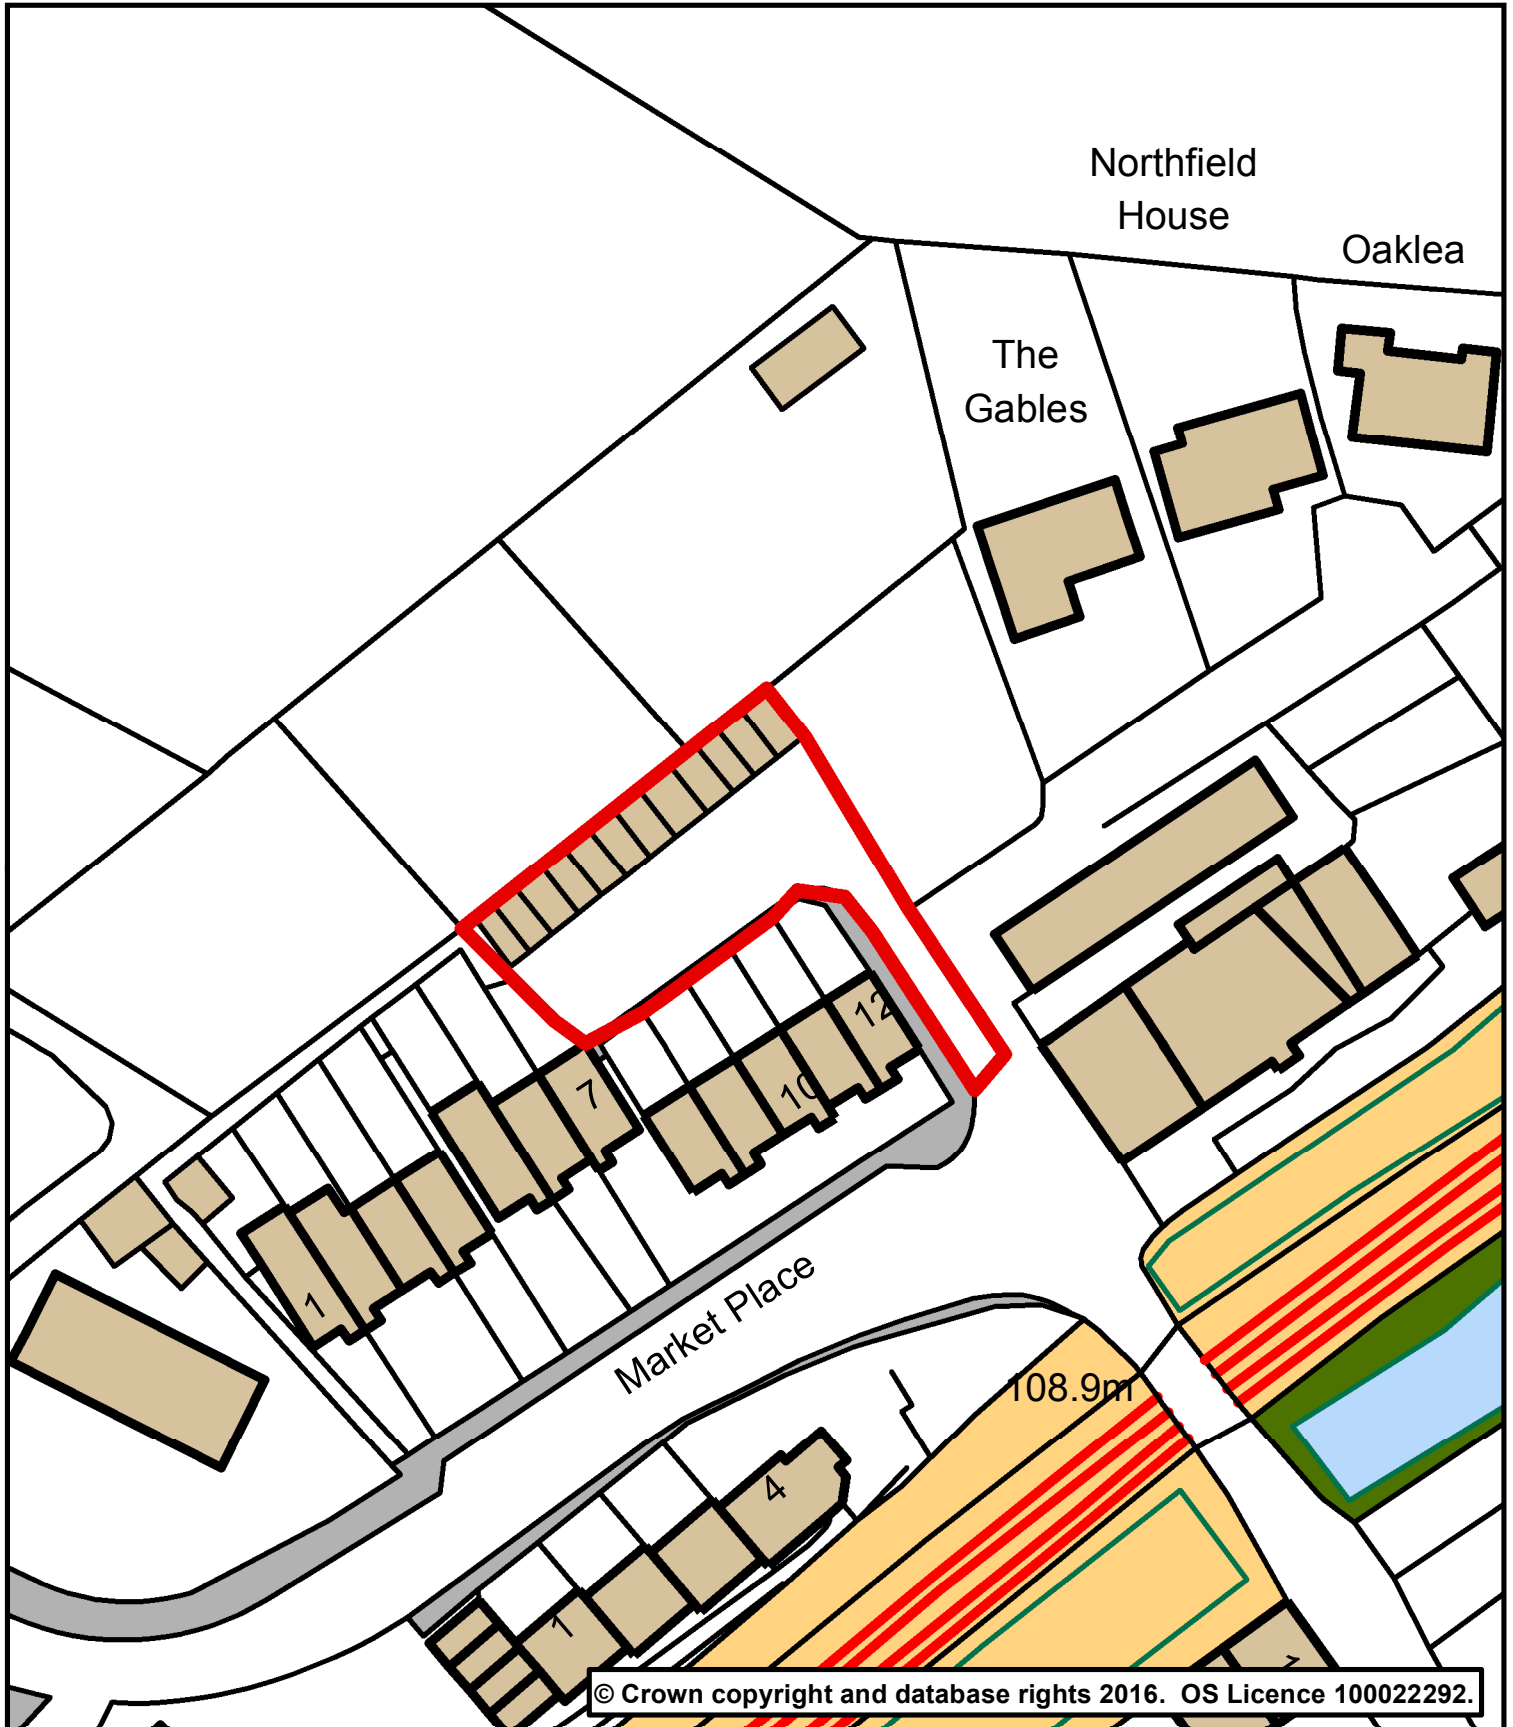 Northfield
House
Oaklea
The
Gables
12
7
10
1
Market Place
108.9m
4
1
1
© Crown copyright and database rights 2016. OS Licence 100022292.